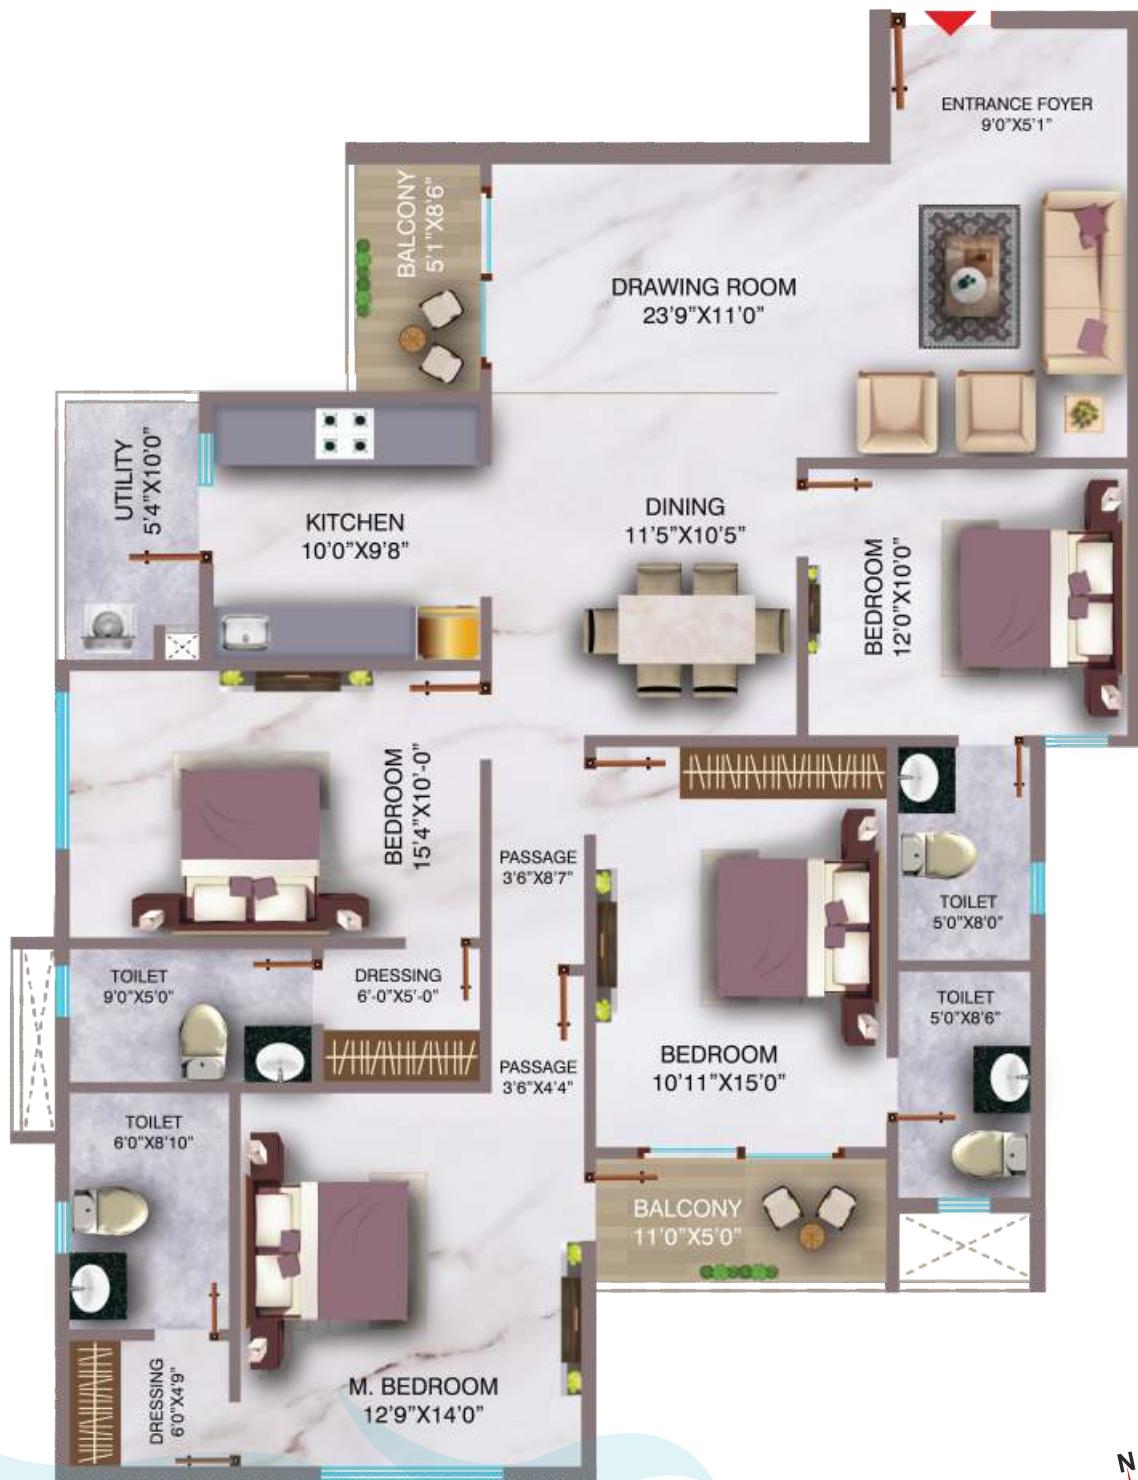 ENTRANCE FOYER
9'0"X5'1"
BALCONY
5'1"X8'6"
DRAWING ROOM
23'9"X11'0"
UTILITY
5'4"X10'0"
KITCHEN
10'0"X9'8"
DINING
11'5"X10'5"
BEDROOM
12'0"X10'0"
BEDROOM
15'4"X10'-0"
PASSAGE
3'6"X8'7"
TOILET
5'0"X8'0"
TOILET
9'0"X5'0"
DRESSING
6'-0"X5'-0"
TOILET
5'0"X8'6"
PASSAGE
3'6"X4'4"
BEDROOM
10'11"X15'0"
TOILET
6'0"X8'10"
BALCONY
11'0"X5'0"
DRESSING
6'0"X4'9"
M. BEDROOM
12'9"X14'0"
N